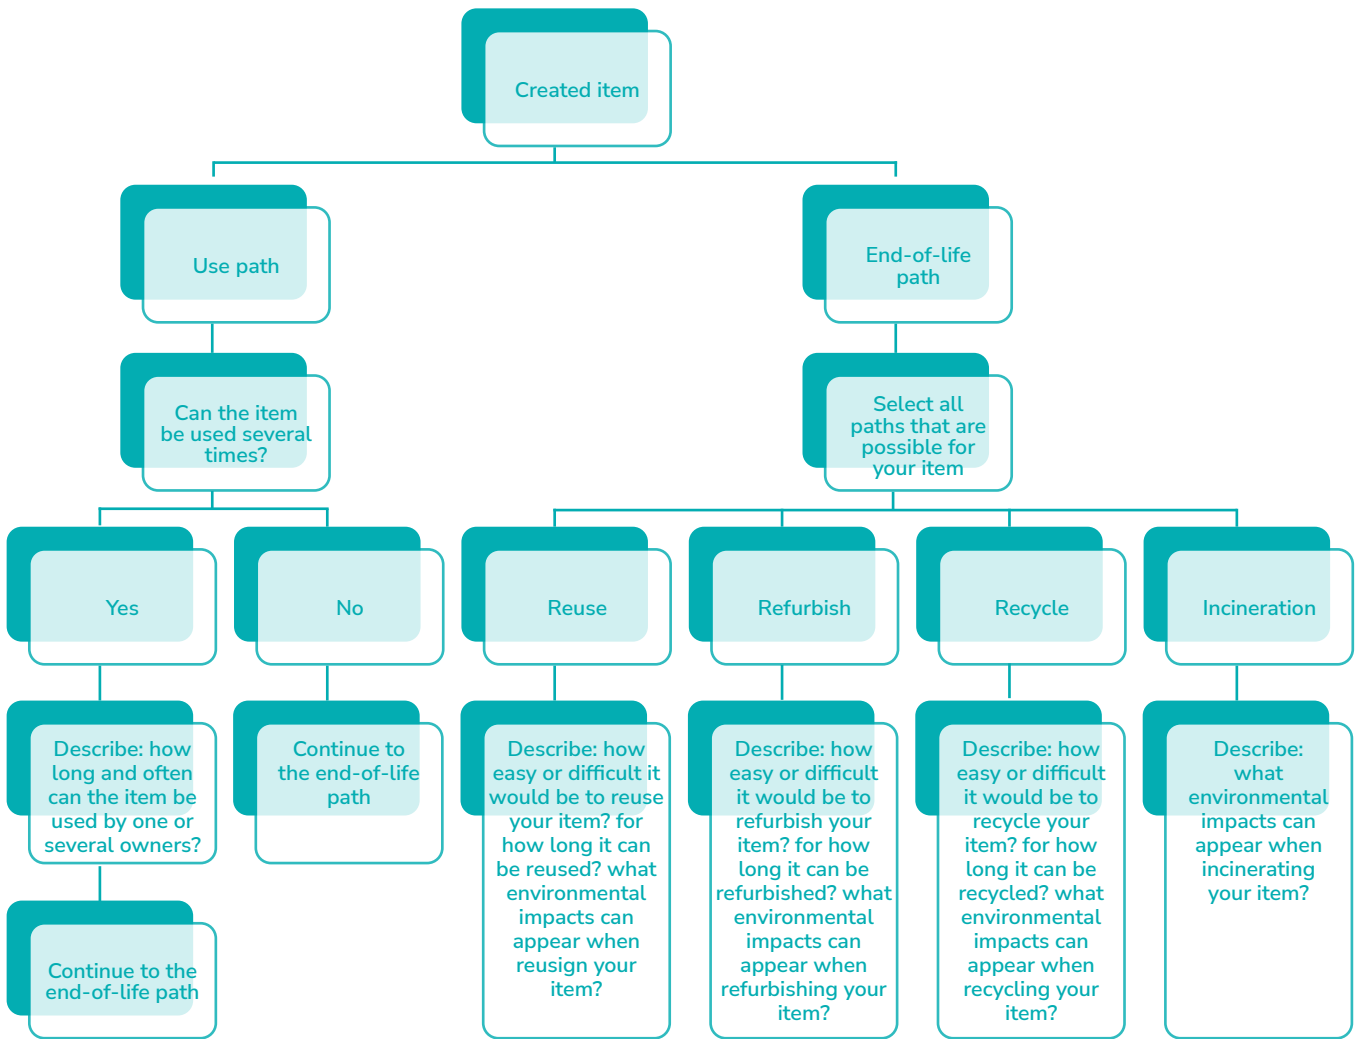 Created item
Use path
End-of-life
path
Can the item
be used several
times?
Select all
paths that are
possible for
your item
Yes
No
Reuse
Refurbish
Recycle
Incineration
Describe: how
long and often
can the item be
used by one or
several owners?
Continue to
the end-of-life
path
Describe: how
easy or difficult it
would be to reuse
your item? for
how long it can
be reused? what
environmental
impacts can
appear when
reusign your
item?
Describe: how
easy or difficult
it would be to
refurbish your
item? for how
long it can be
refurbished? what
environmental
impacts can
appear when
refurbishing your
item?
Describe: how
easy or difficult
it would be to
recycle your
item? for how
long it can be
recycled? what
environmental
impacts can
appear when
recycling your
item?
Describe:
what
environmental
impacts can
appear when
incinerating
your item?
Continue to the
end-of-life path